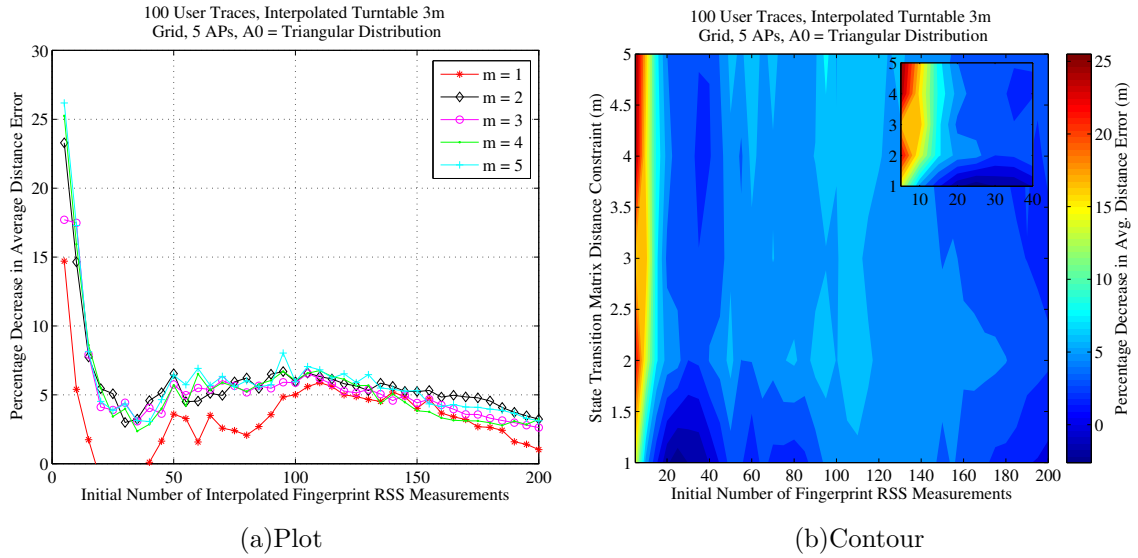 100 User Traces, Interpolated Turntable 3m
Grid, 5 APs, A0 = Triangular Distribution
Percentage Decrease in Average Distance Error
30
25
20
15
10
5
0
m = 1
m = 2
m = 3
m = 4
m = 5
0 50 100 150 200
Initial Number of Interpolated Fingerprint RSS Measurements
(a)Plot
100 User Traces, Interpolated Turntable 3m
Grid, 5 APs, A0 = Triangular Distribution
State Transition Matrix Distance Constraint (m)
5
4.5
4
3.5
3
2.5
2
1.5
1
5
4
3
2
1
10 20 30 40
20 40 60 80 100 120 140 160 180 200
Initial Number of Fingerprint RSS Measurements
25
20
15
10
5
0
Percentage Decrease in Avg. Distance Error (m)
(b)Contour